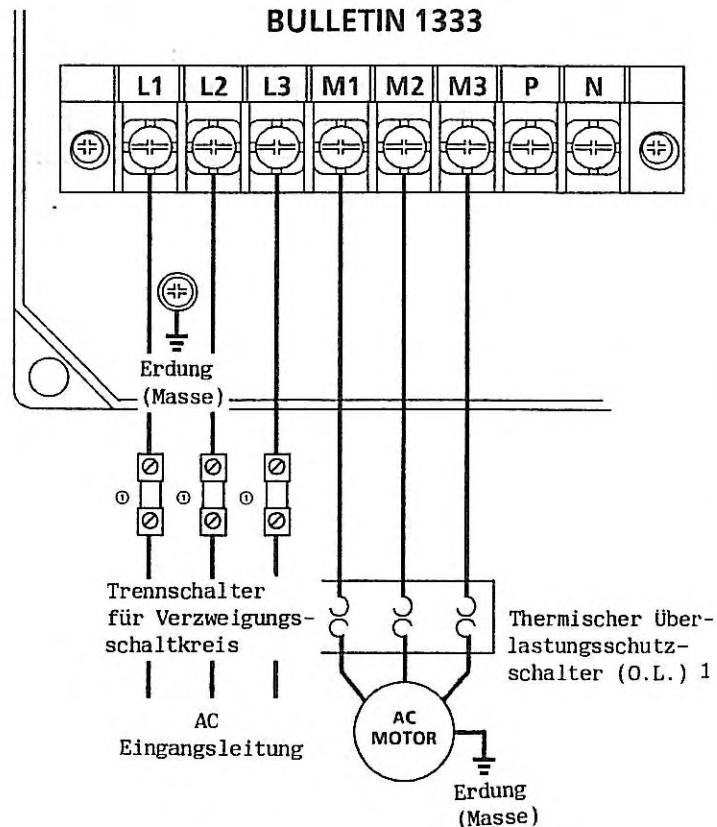 BULLETIN 1333
L1 L2 L3 M1 M2 M3 P N
Erdung
(Masse)
① ① ①
Trennschalter
für Verzweigungs-
schaltkreis
Thermischer Über-
lastungsschutz-
schalter (O.L.) 1
AC
Eingangsleitung
AC
MOTOR
Erdung
(Masse)